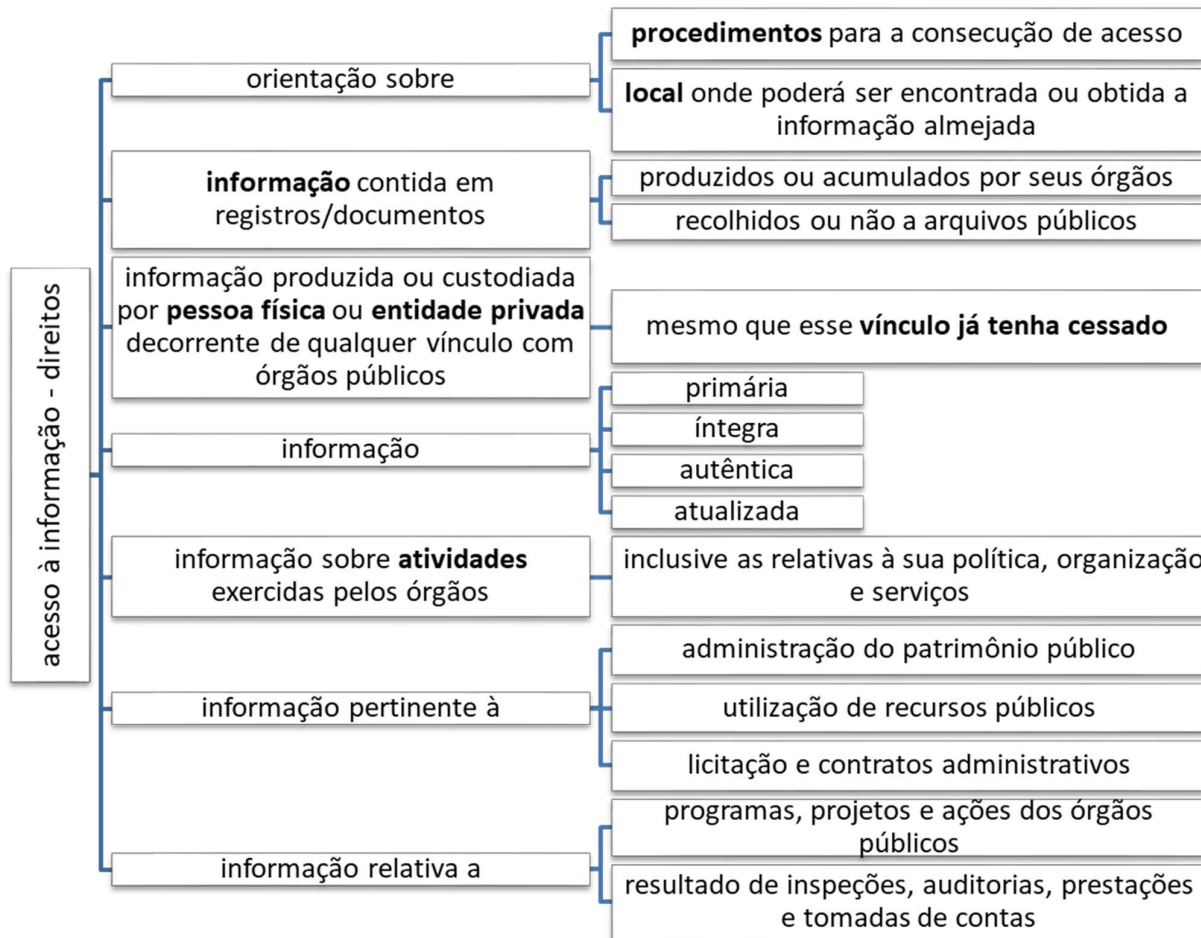 acesso à informação - direitos
orientação sobre
procedimentos para a consecução de acesso
local onde poderá ser encontrada ou obtida a
informação almejada
informação contida em
registros/documentos
produzidos ou acumulados por seus órgãos
recolhidos ou não a arquivos públicos
informação produzida ou custodiada
por pessoa física ou entidade privada
decorrente de qualquer vínculo com
órgãos públicos
mesmo que esse vínculo já tenha cessado
informação
primária
íntegra
autêntica
atualizada
informação sobre atividades
exercidas pelos órgãos
inclusive as relativas à sua política, organização
e serviços
informação pertinente à
administração do patrimônio público
utilização de recursos públicos
licitação e contratos administrativos
informação relativa a
programas, projetos e ações dos órgãos
públicos
resultado de inspeções, auditorias, prestações
e tomadas de contas